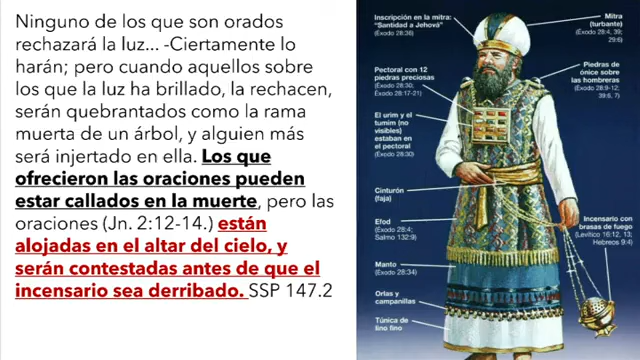 Ninguno de los que son orados
rechazará la luz... -Ciertamente lo
harán; pero cuando aquellos sobre
los que la luz ha brillado, la rechacen,
serán quebrantados como la rama
muerta de un árbol, y alguien más
será injertado en ella. Los que
ofrecieron las oraciones pueden
estar callados en la muerte, pero las
oraciones (Jn. 2:12-14.) están
alojadas en el altar del cielo, y
serán contestadas antes de que el
incensario sea derribado. SSP 147.2
Inscripción en la mitra:
"Santidad a Jehová"
(Éxodo 28:36)
Pectoral con 12
piedras preciosas
(Éxodo 28:30;
Éxodo 28:17-21)
El urim y el
tumim (no
visibles)
estaban en
el pectoral
(Éxodo 28:30)
Cinturón
(faja)
Efod
(Éxodo 28:4;
Salmo 132:9)
Manto
(Éxodo 28:34)
Orlas y
campanillas
Túnica de
lino fino
Mitra
(turbante)
(Éxodo 28:4, 39;
29:6)
Piedras de
ónice sobre
las hombreras
(Éxodo 28:9-12;
39:6, 7)
Incensario con
brasas de fuego
(Levítico 16:12, 13;
Hebreos 9:4)